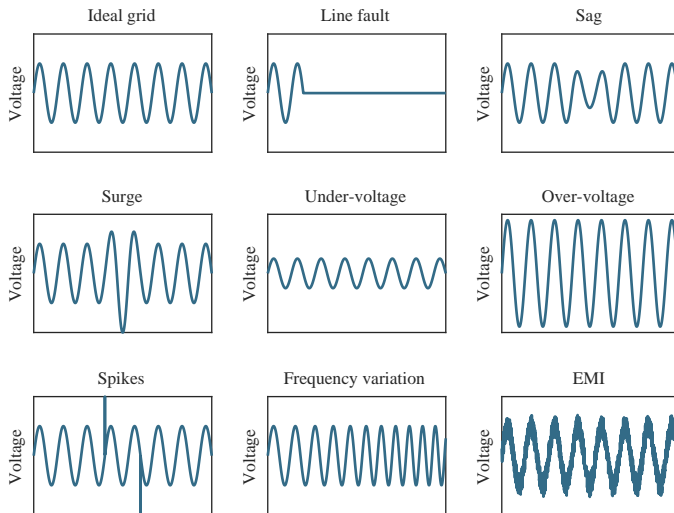 Ideal grid
Line fault
Sag
Voltage
Voltage
Voltage
Surge
Under-voltage
Over-voltage
Voltage
Voltage
Voltage
Spikes
Frequency variation
EMI
Voltage
Voltage
Voltage